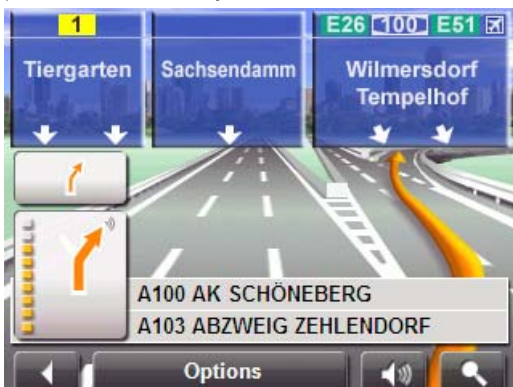 1
E26 100 E51
Tiergarten
Sachsendamm
Wilmersdorf
Tempelhof
A100 AK SCHÖNEBERG
A103 ABZWEIG ZEHLENDORF
Options